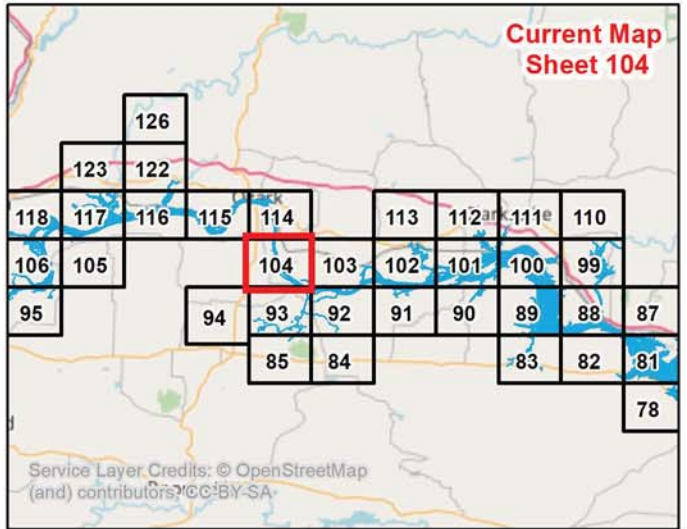 Current Map
Sheet 104
126
123 122
118 117 116 115 114 113 112 111 110
106 105 104 103 102 101 100 99
95 94 93 92 91 90 89 88 87
85 84 83 82 81
78
Service Layer Credits: © OpenStreetMap
(and) contributors, CC-BY-SA